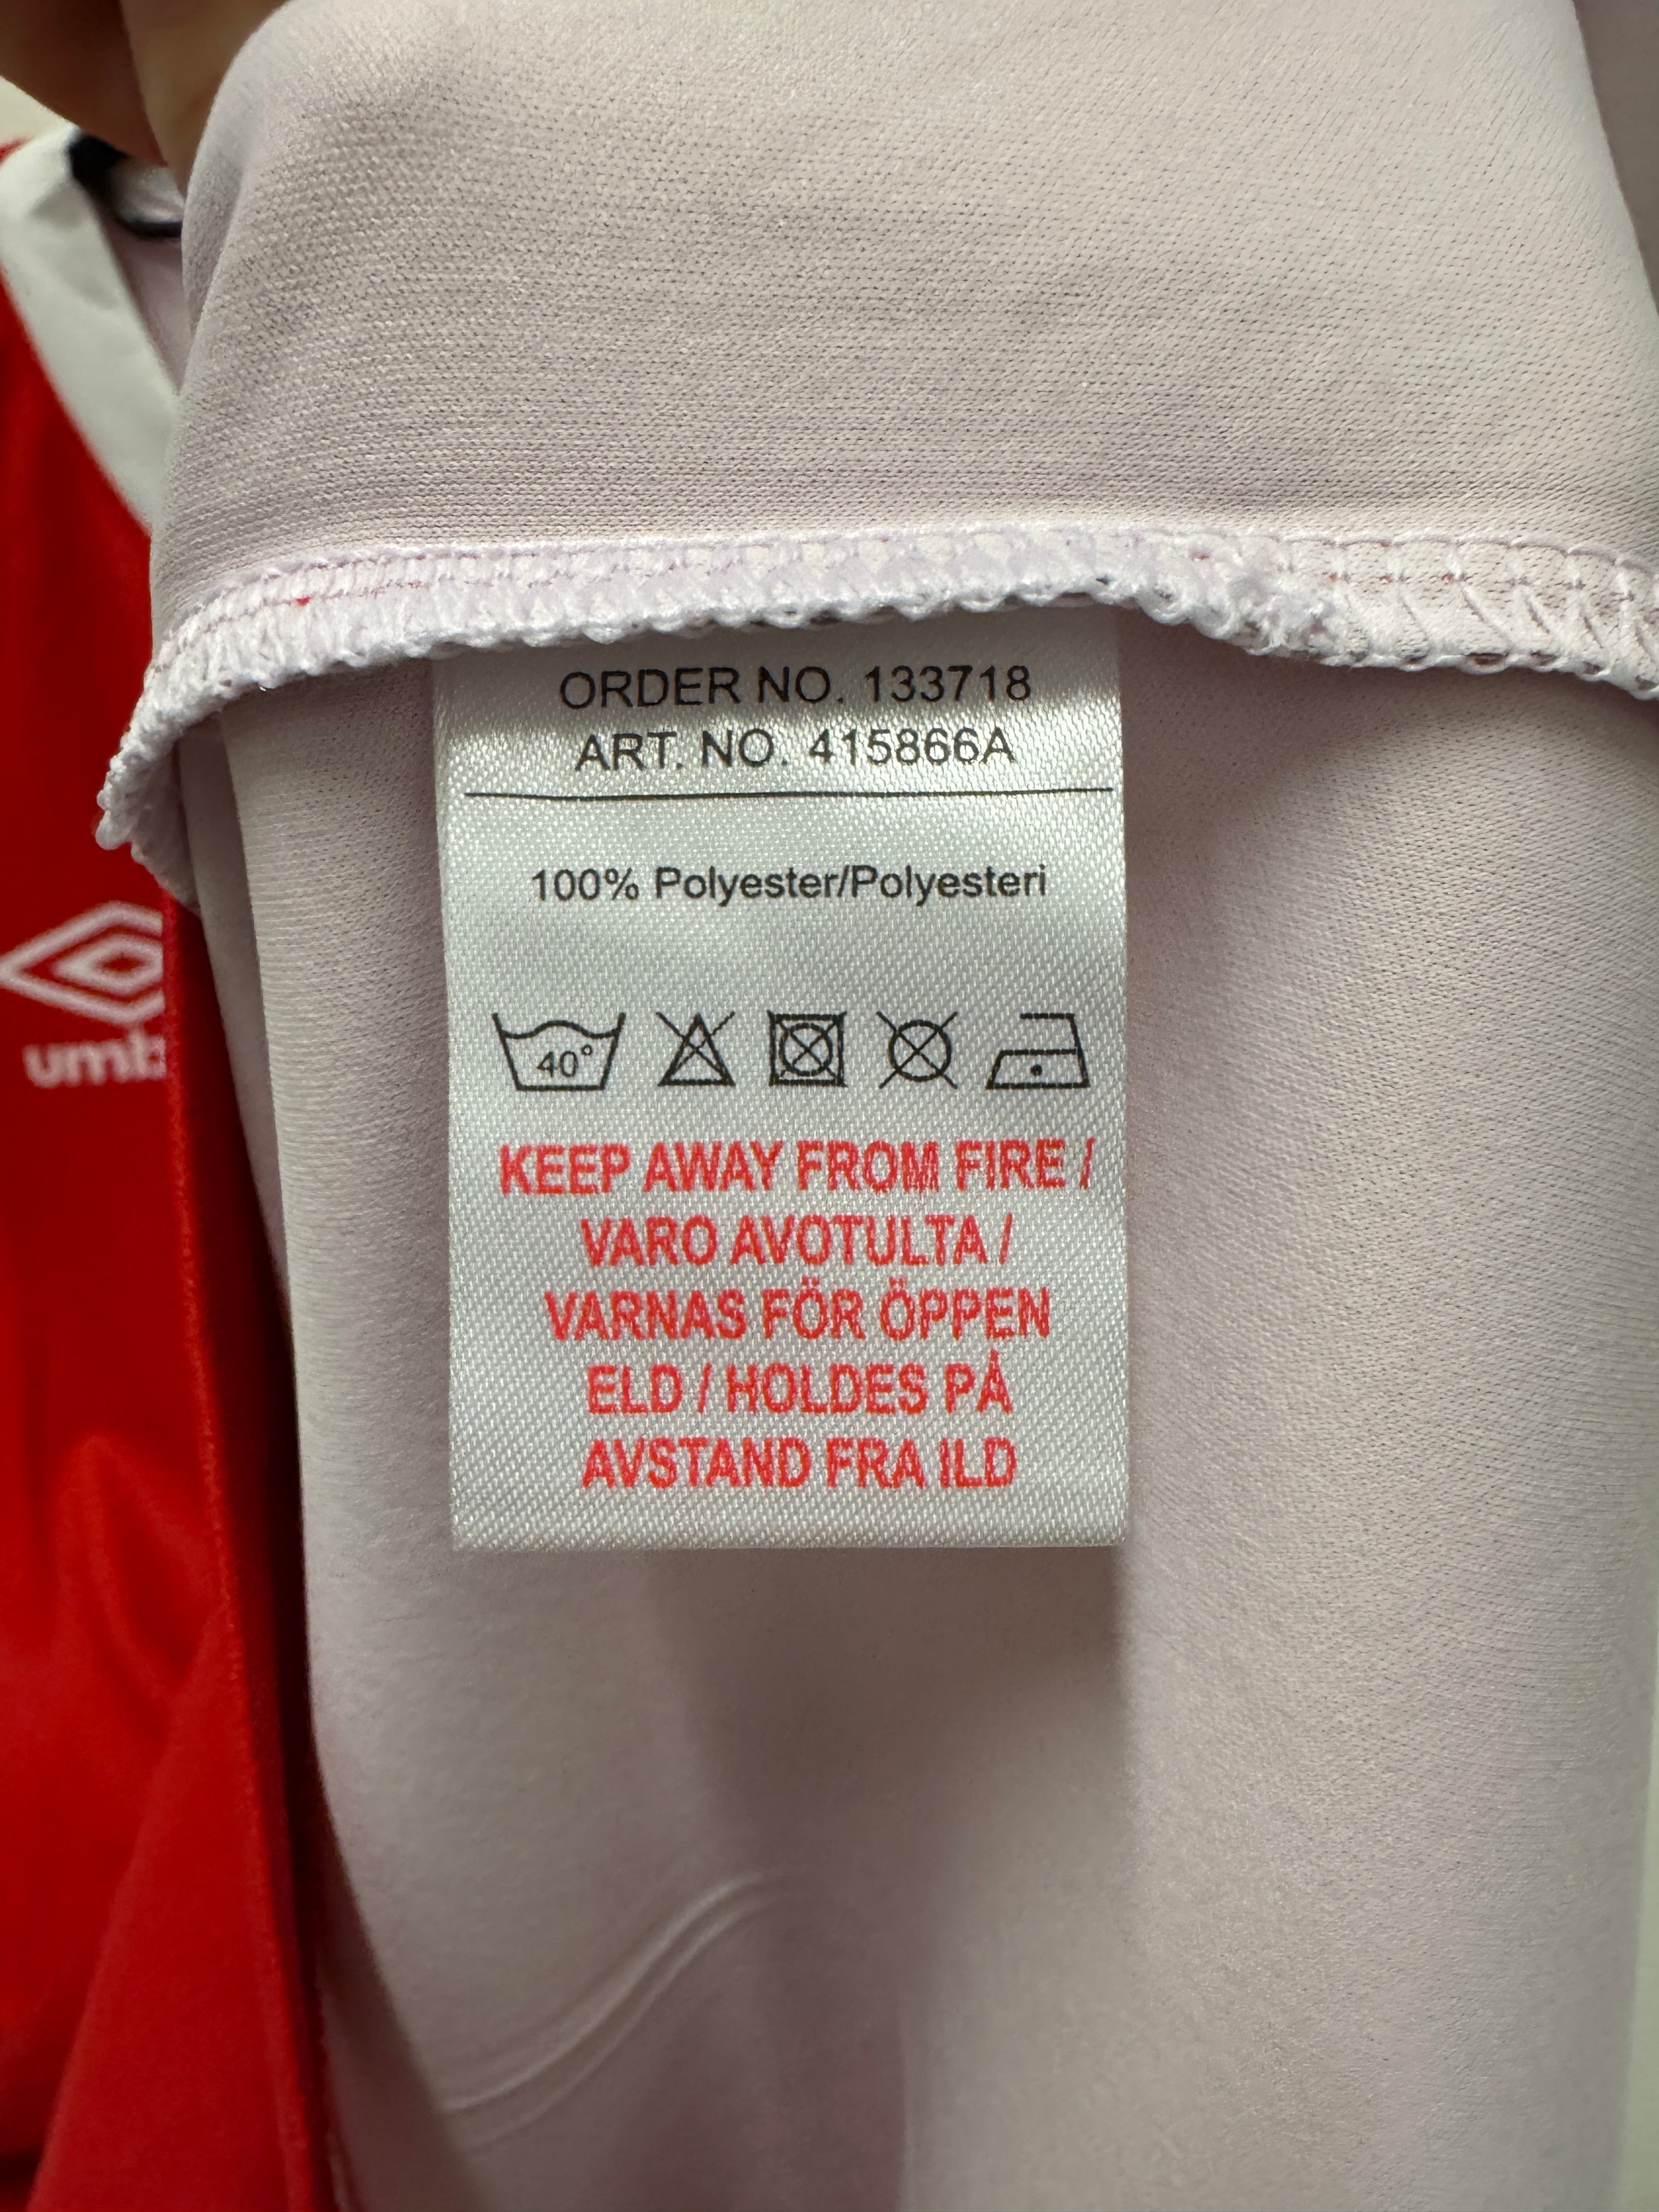 ORDER NO. 133718
ART. NO. 415866A
100% Polyester/Polyesteri
40°
KEEP AWAY FROM FIRE /
VARO AVOTULTA /
VARNAS FÖR ÖPPEN
ELD / HOLDES PÅ
AVSTAND FRA ILD